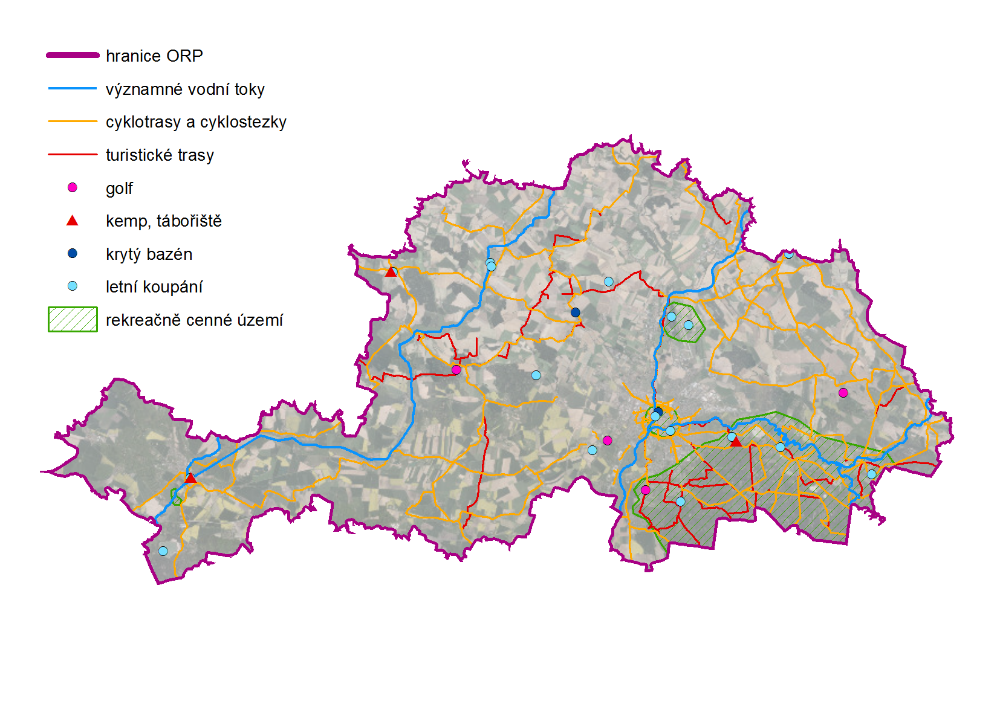 hranice ORP
významné vodní toky
cyklotrasy a cyklostezky
turistické trasy
golf
kemp, tábořiště
krytý bazén
letní koupání
rekreačně cenné území